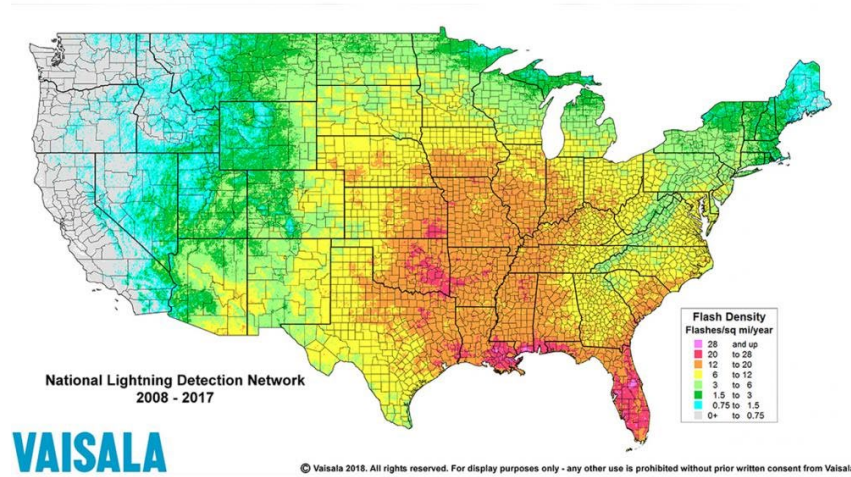 Flash Density
Flashes/sq mi/year
28 and up
20 to 28
12 to 20
6 to 12
3 to 6
1.5 to 3
0.75 to 1.5
0+ to 0.75
National Lightning Detection Network
2008 - 2017
VAISALA
© Vaisala 2018. All rights reserved. For display purposes only - any other use is prohibited without prior written consent from Vaisal